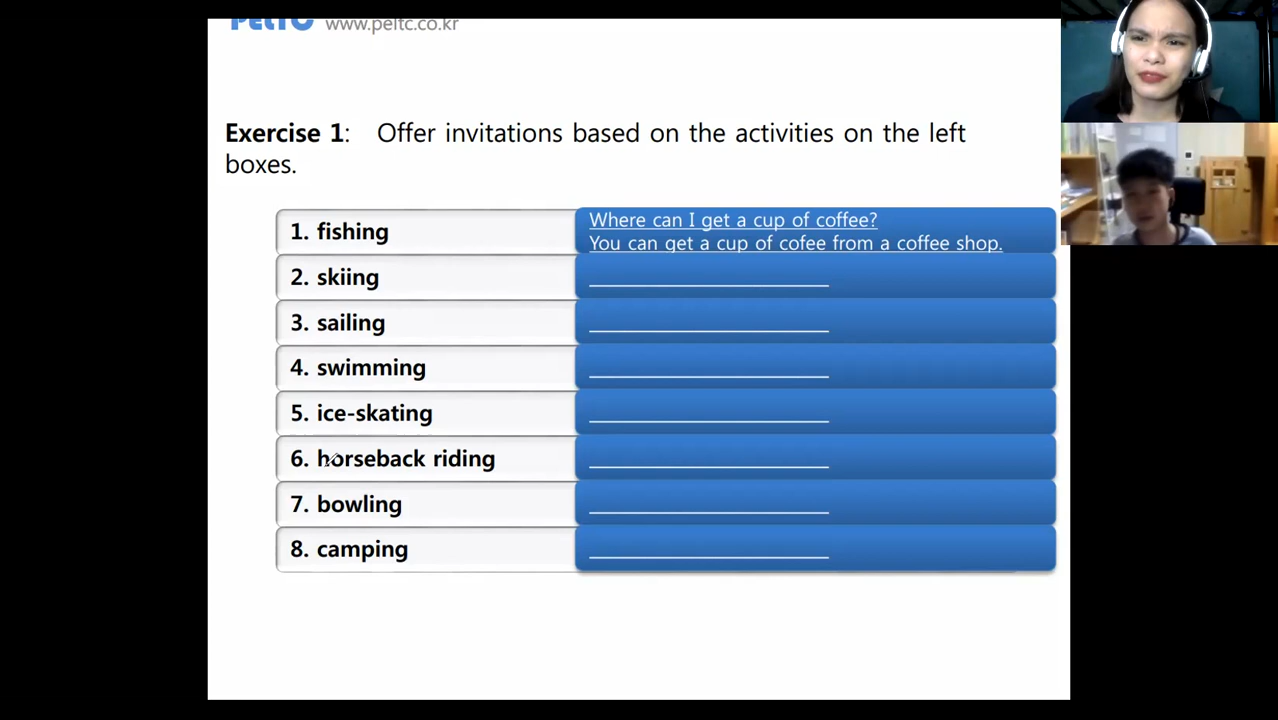 PELTC www.peltc.co.kr
Exercise 1: Offer invitations based on the activities on the left
boxes.
1. fishing
Where can I get a cup of coffee?
You can get a cup of cofee from a coffee shop.
2. skiing
3. sailing
4. swimming
5. ice-skating
6. horseback riding
7. bowling
8. camping